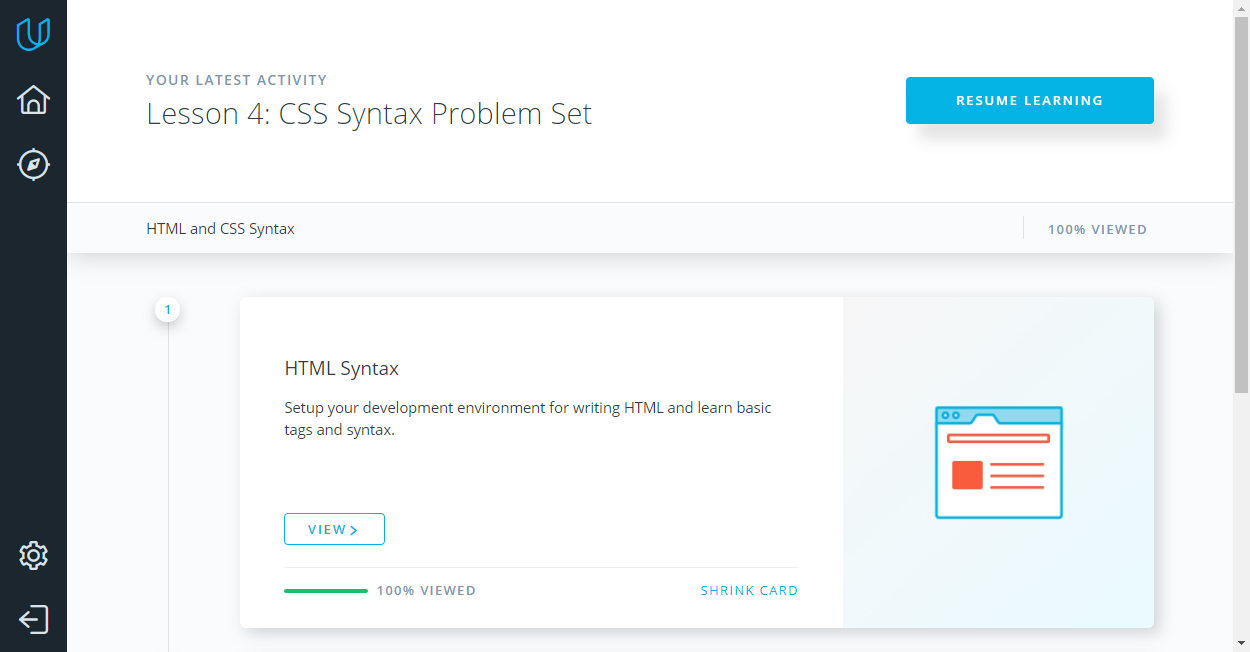 YOUR LATEST ACTIVITY
Lesson 4: CSS Syntax Problem Set
RESUME LEARNING
HTML and CSS Syntax
100% VIEWED
1
HTML Syntax
Setup your development environment for writing HTML and learn basic
tags and syntax.
VIEW
100% VIEWED
SHRINK CARD